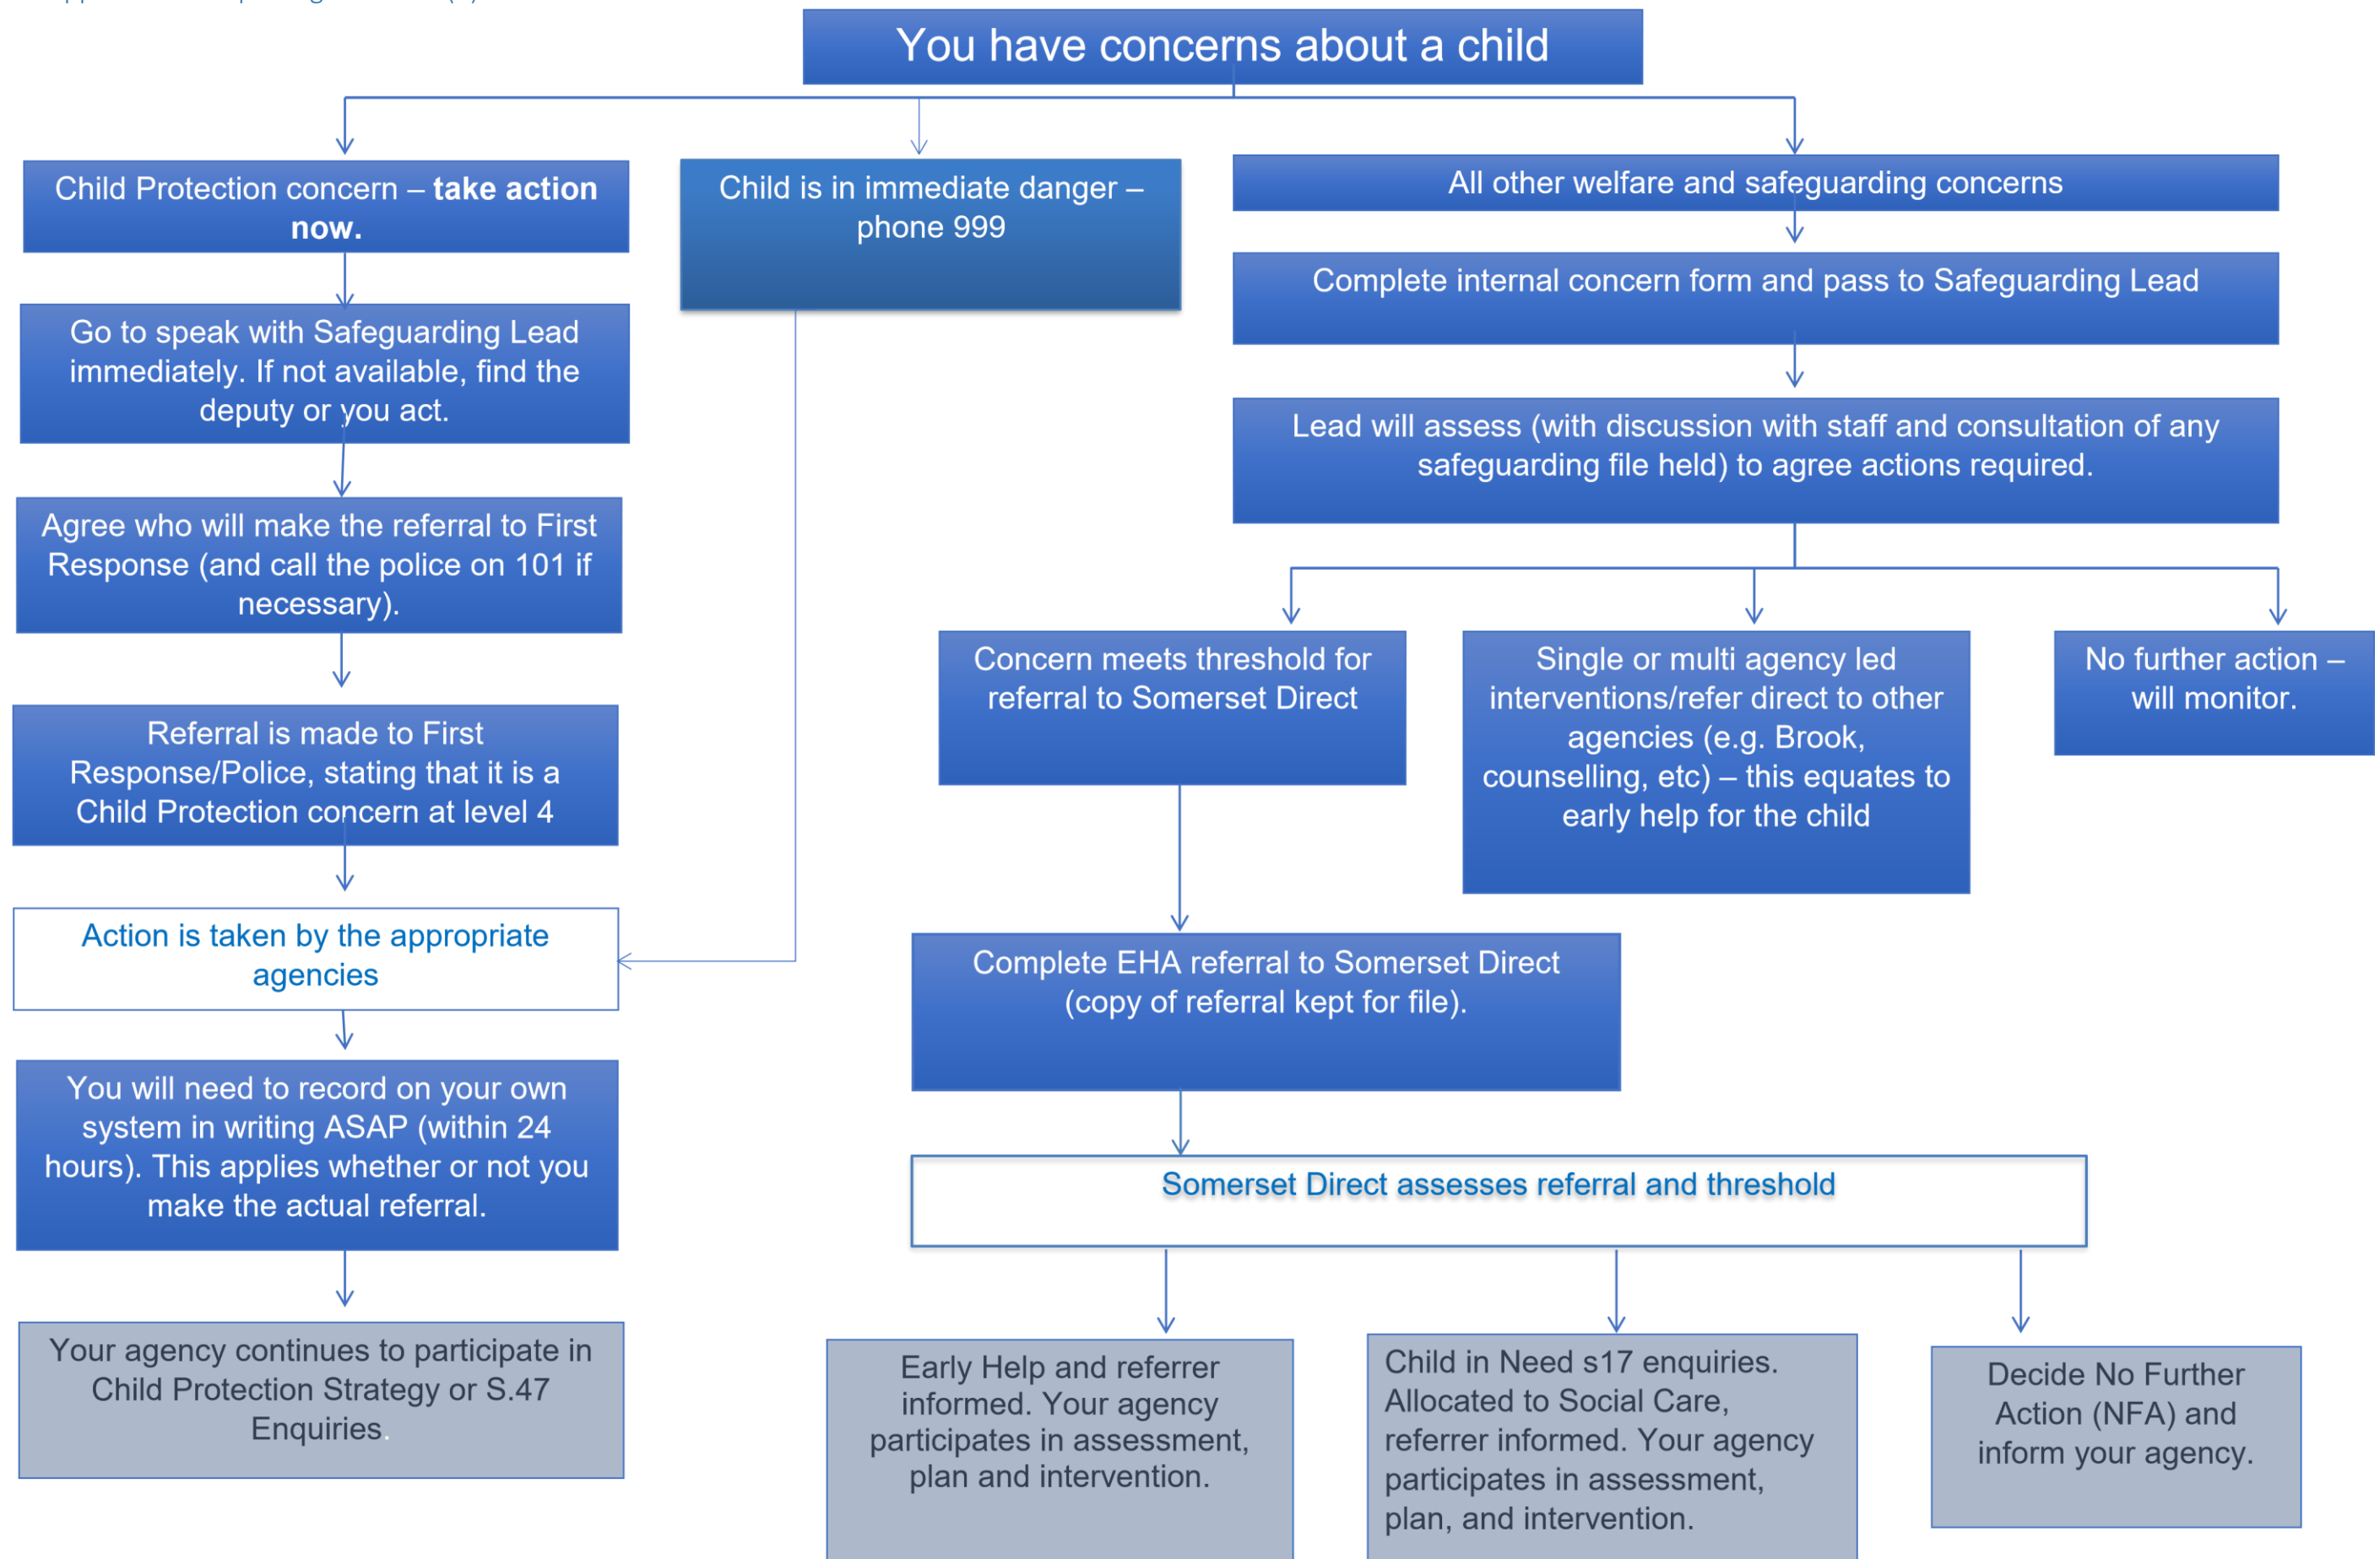 You have concerns about a child
Child Protection concern – take action
now.
Go to speak with Safeguarding Lead
immediately. If not available, find the
deputy or you act.
Agree who will make the referral to First
Response (and call the police on 101 if
necessary).
Referral is made to First
Response/Police, stating that it is a
Child Protection concern at level 4
Action is taken by the appropriate
agencies
You will need to record on your own
system in writing ASAP (within 24
hours). This applies whether or not you
make the actual referral.
Your agency continues to participate in
Child Protection Strategy or S.47
Enquiries.
Child is in immediate danger –
phone 999
All other welfare and safeguarding concerns
Complete internal concern form and pass to Safeguarding Lead
Lead will assess (with discussion with staff and consultation of any
safeguarding file held) to agree actions required.
Concern meets threshold for
referral to Somerset Direct
Single or multi agency led
interventions/refer direct to other
agencies (e.g. Brook,
counselling, etc) – this equates to
early help for the child
No further action –
will monitor.
Complete EHA referral to Somerset Direct
(copy of referral kept for file).
Somerset Direct assesses referral and threshold
Early Help and referrer
informed. Your agency
participates in assessment,
plan and intervention.
Child in Need s17 enquiries.
Allocated to Social Care,
referrer informed. Your agency
participates in assessment,
plan, and intervention.
Decide No Further
Action (NFA) and
inform your agency.